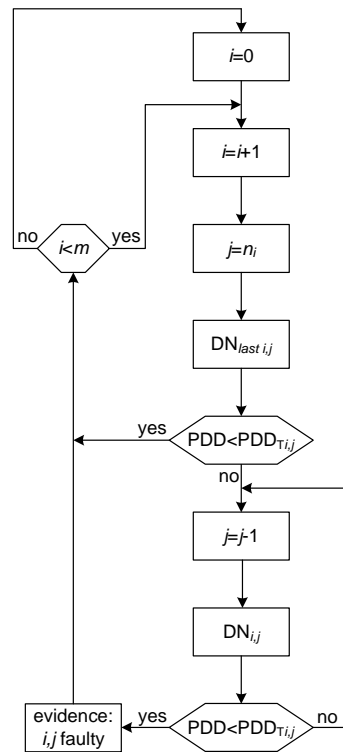 i=0
i=i+1
no
i<m
yes
j=nᵢ
DNlast i,j
yes
PDD<PDDTi,j
no
j=j-1
DNi,j
evidence:
i,j faulty
yes
PDD<PDDTi,j
no